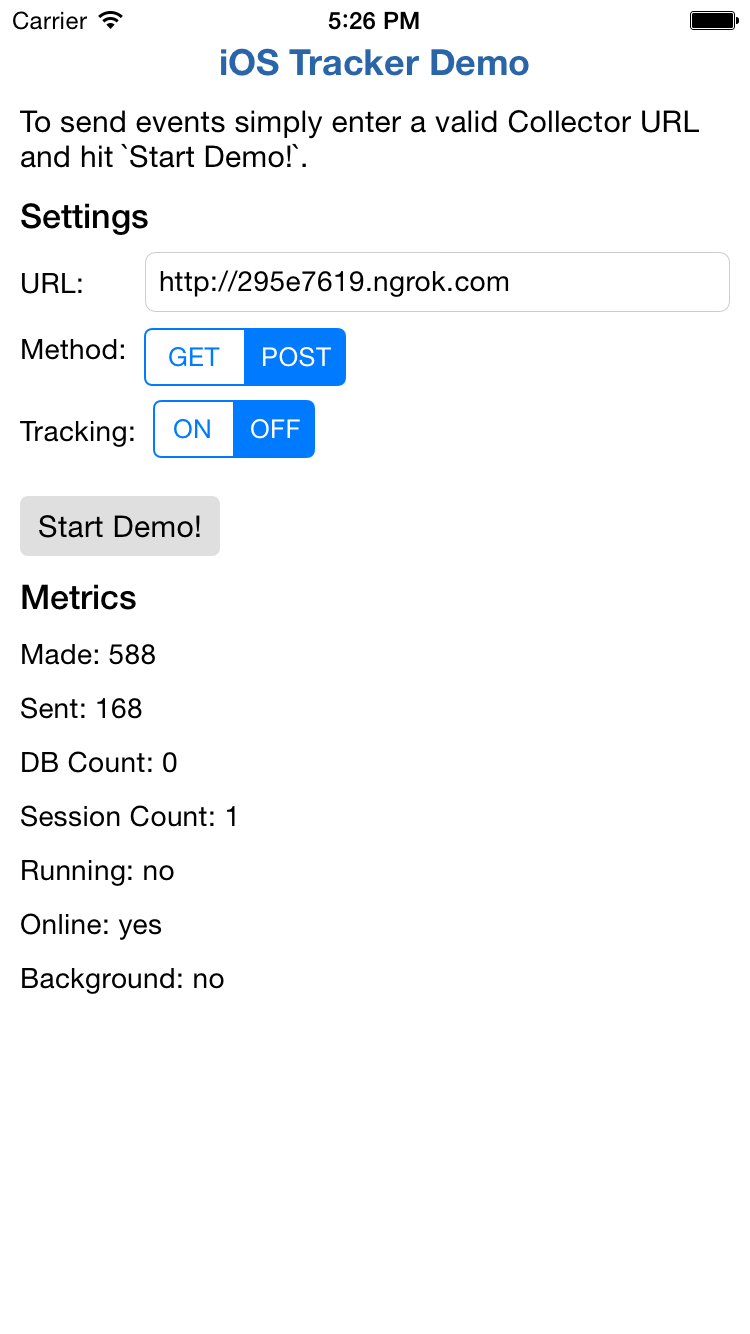 Carrier 5:26 PM
iOS Tracker Demo
To send events simply enter a valid Collector URL
and hit `Start Demo!`.
Settings
URL: http://295e7619.ngrok.com
Method: GET POST
Tracking: ON OFF
Start Demo!
Metrics
Made: 588
Sent: 168
DB Count: 0
Session Count: 1
Running: no
Online: yes
Background: no